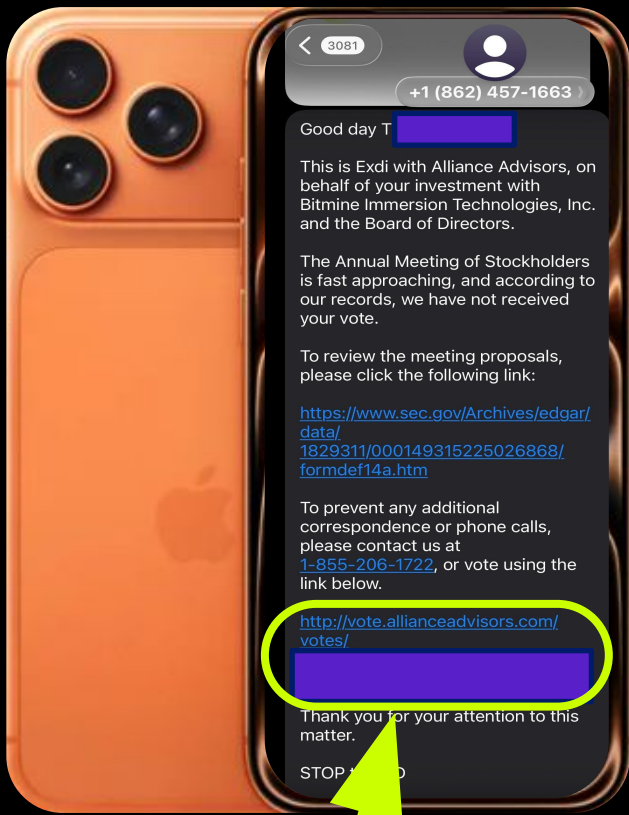 3081
+1 (862) 457-1663
Good day T
This is Exdi with Alliance Advisors, on
behalf of your investment with
Bitmine Immersion Technologies, Inc.
and the Board of Directors.
The Annual Meeting of Stockholders
is fast approaching, and according to
our records, we have not received
your vote.
To review the meeting proposals,
please click the following link:
https://www.sec.gov/Archives/edgar/
data/
1829311/000149315225026868/
formdef14a.htm
To prevent any additional
correspondence or phone calls,
please contact us at
1-855-206-1722, or vote using the
link below.
http://vote.allianceadvisors.com/
votes/
Thank you for your attention to this
matter.
STOP